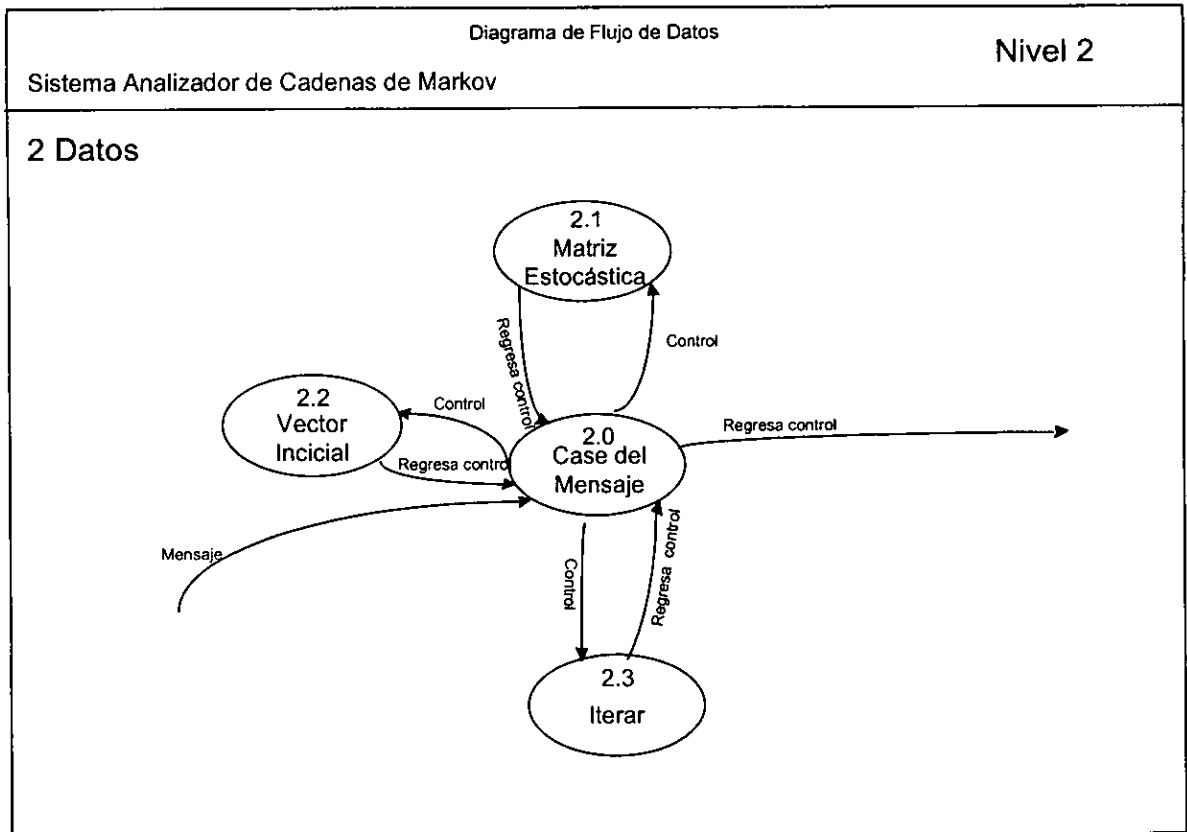 Diagrama de Flujo de Datos
Nivel 2
Sistema Analizador de Cadenas de Markov
2 Datos
2.1
Matriz
Estocástica
Regresa control
Control
2.2
Vector
Incicial
Control
Regresa control
2.0
Case del
Mensaje
Regresa control
Mensaje
Control
Regresa control
2.3
Iterar